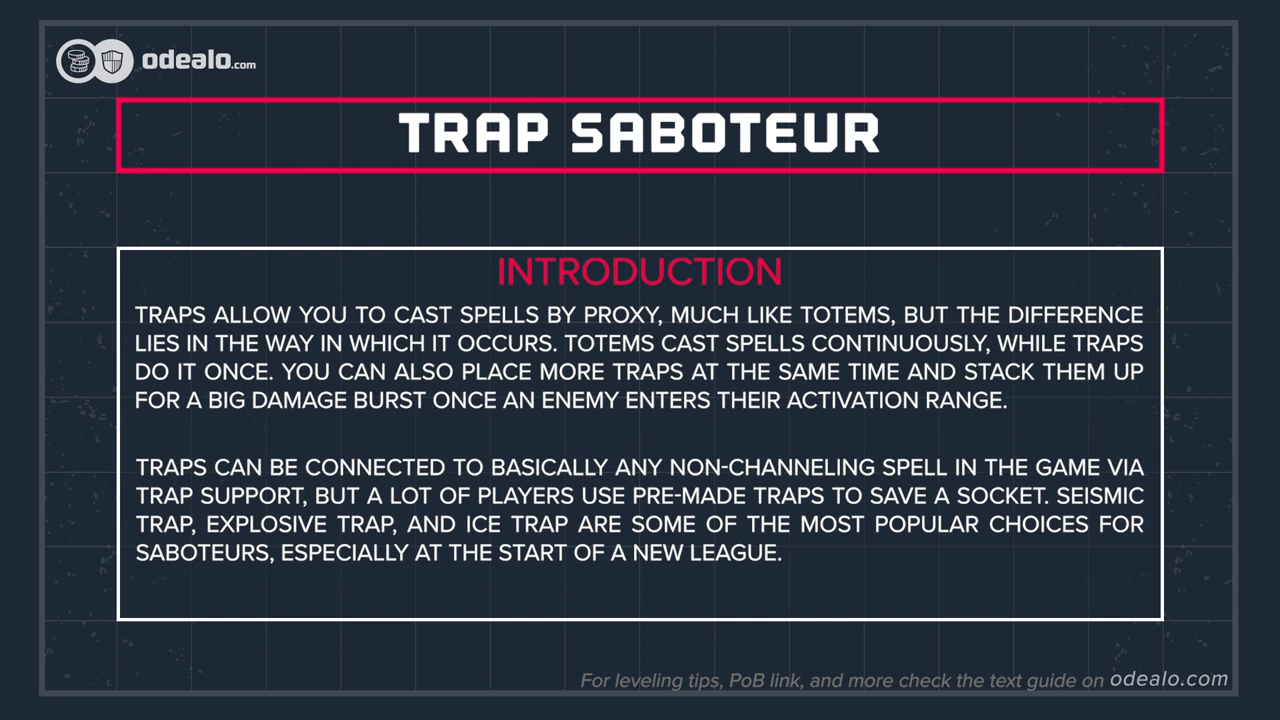 odealo.com
TRAP SABOTEUR
INTRODUCTION
TRAPS ALLOW YOU TO CAST SPELLS BY PROXY, MUCH LIKE TOTEMS, BUT THE DIFFERENCE
LIES IN THE WAY IN WHICH IT OCCURS. TOTEMS CAST SPELLS CONTINUOUSLY, WHILE TRAPS
DO IT ONCE. YOU CAN ALSO PLACE MORE TRAPS AT THE SAME TIME AND STACK THEM UP
FOR A BIG DAMAGE BURST ONCE AN ENEMY ENTERS THEIR ACTIVATION RANGE.
TRAPS CAN BE CONNECTED TO BASICALLY ANY NON-CHANNELING SPELL IN THE GAME VIA
TRAP SUPPORT, BUT A LOT OF PLAYERS USE PRE-MADE TRAPS TO SAVE A SOCKET. SEISMIC
TRAP, EXPLOSIVE TRAP, AND ICE TRAP ARE SOME OF THE MOST POPULAR CHOICES FOR
SABOTEURS, ESPECIALLY AT THE START OF A NEW LEAGUE.
For leveling tips, PoB link, and more check the text guide on odealo.com